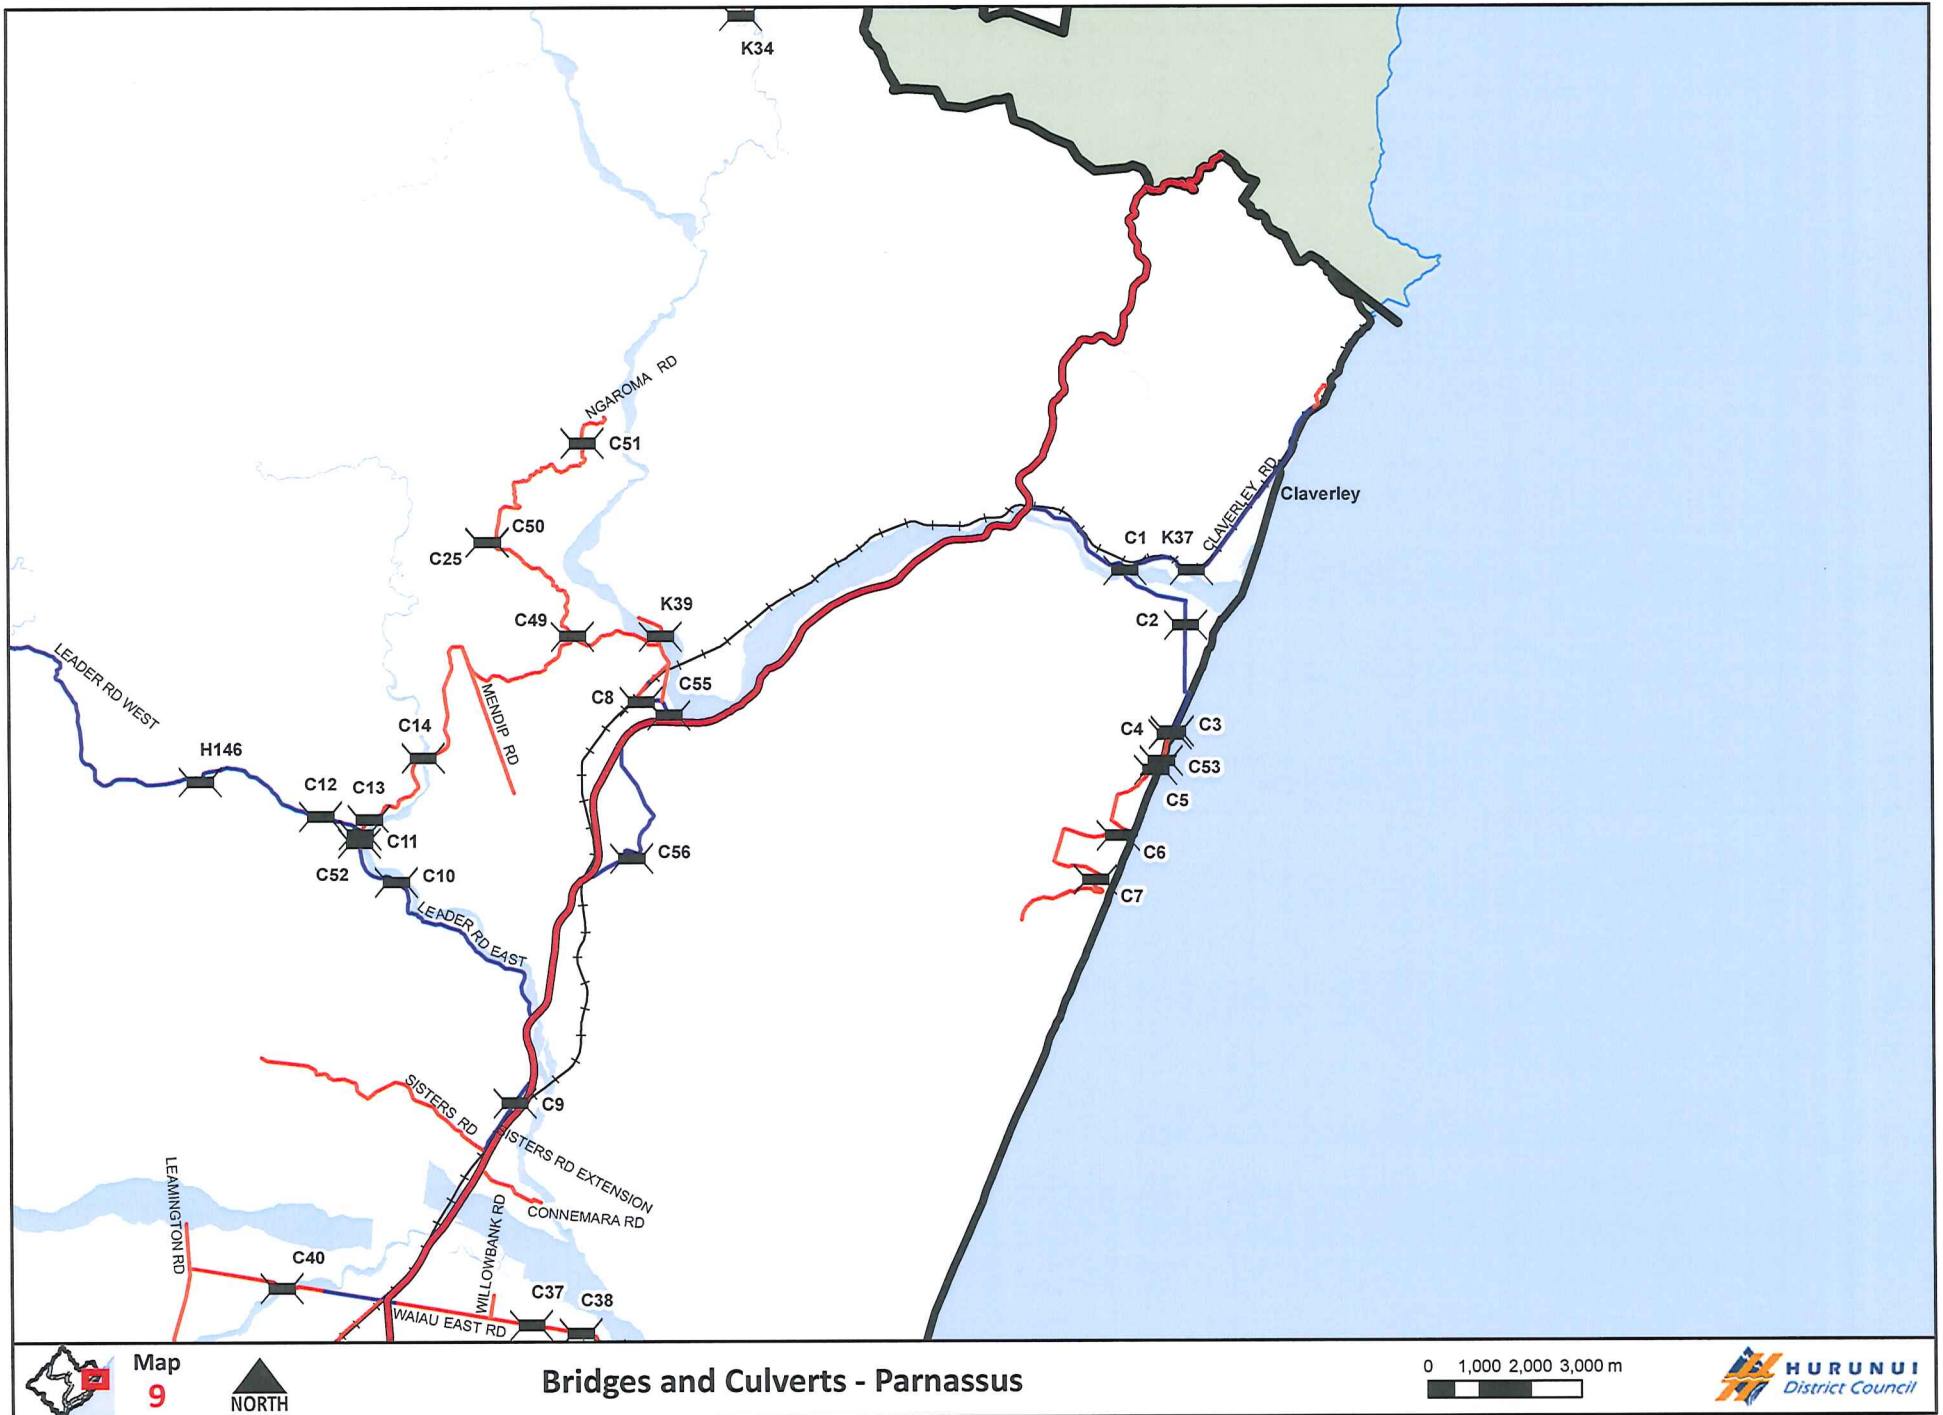 K34
NGAROMA RD
C51
Claverley
CLAVERLEY RD
C50
C25
C1
K37
K39
C49
C2
LEADER RD WEST
MENDIP RD
C55
C8
C14
C4
C3
H146
C53
C12
C13
C5
C11
C56
C6
C52
C10
C7
LEADER RD EAST
SISTERS RD
C9
SISTERS RD EXTENSION
LEAMINGTON RD
CONNEMARA RD
WILLOWBANK RD
C40
C37
C38
WAIAU EAST RD
Map
9
NORTH
Bridges and Culverts - Parnassus
0 1,000 2,000 3,000 m
HURUNUI
District Council